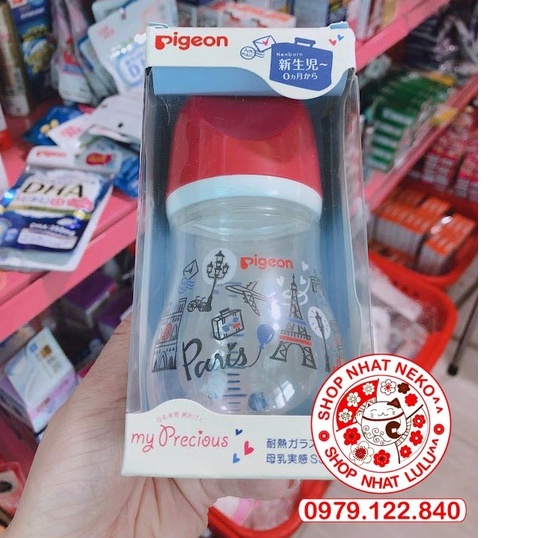 pigeon
Newborn
新生児～
0ヵ月から
DHA
pigeon
Paris
my Precious
耐熱ガラス
母乳実感
SHOP NHAT NEKO^^
SHOP NHAT LULU^^
0979.122.840